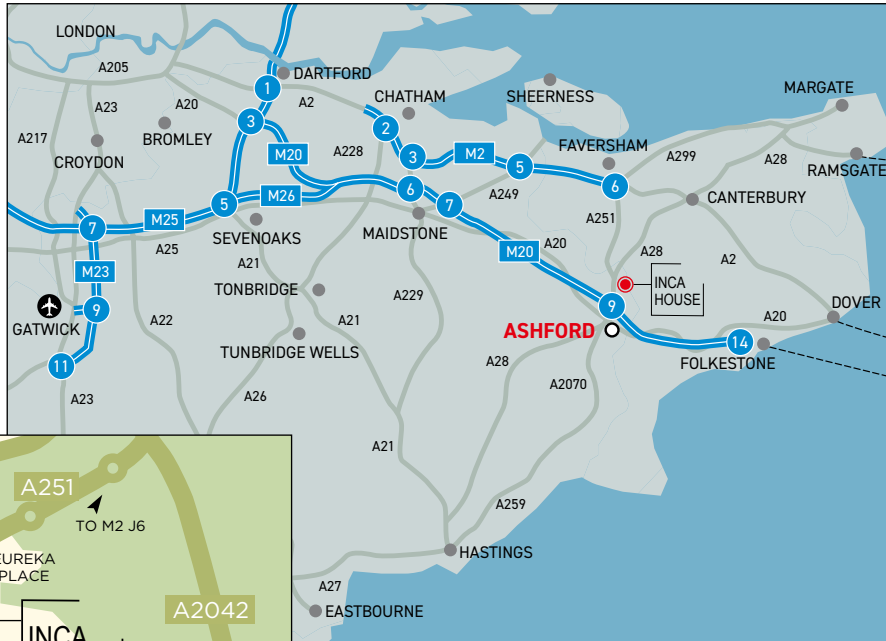 LONDON
A205
DARTFORD
1
A23
A20
A2
CHATHAM
SHEERNESS
MARGATE
A217
BROMLEY
3
2
CROYDON
M20
A228
3
M2
5
FAVERSHAM
A299
A28
RAMSGATE
6
6
CANTERBURY
M26
5
A249
7
M25
7
SEVENOAKS
MAIDSTONE
A251
A25
A21
A20
M20
A28
A2
M23
TONBRIDGE
A229
INCA
HOUSE
9
9
GATWICK
A22
A21
ASHFORD
A20
DOVER
TUNBRIDGE WELLS
14
11
A28
FOLKESTONE
A23
A26
A2070
A21
A251
TO M2 J6
A259
HASTINGS
EUREKA
PLACE
A27
A2042
EASTBOURNE
INCA